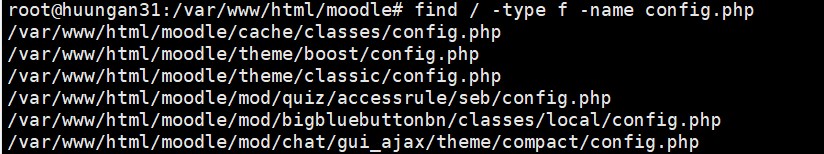 root@huungan31:/var/www/html/moodle# find / -type f -name config.php
/var/www/html/moodle/cache/classes/config.php
/var/www/html/moodle/theme/boost/config.php
/var/www/html/moodle/theme/classic/config.php
/var/www/html/moodle/mod/quiz/accessrule/seb/config.php
/var/www/html/moodle/mod/bigbluebuttonbn/classes/local/config.php
/var/www/html/moodle/mod/chat/gui_ajax/theme/compact/config.php